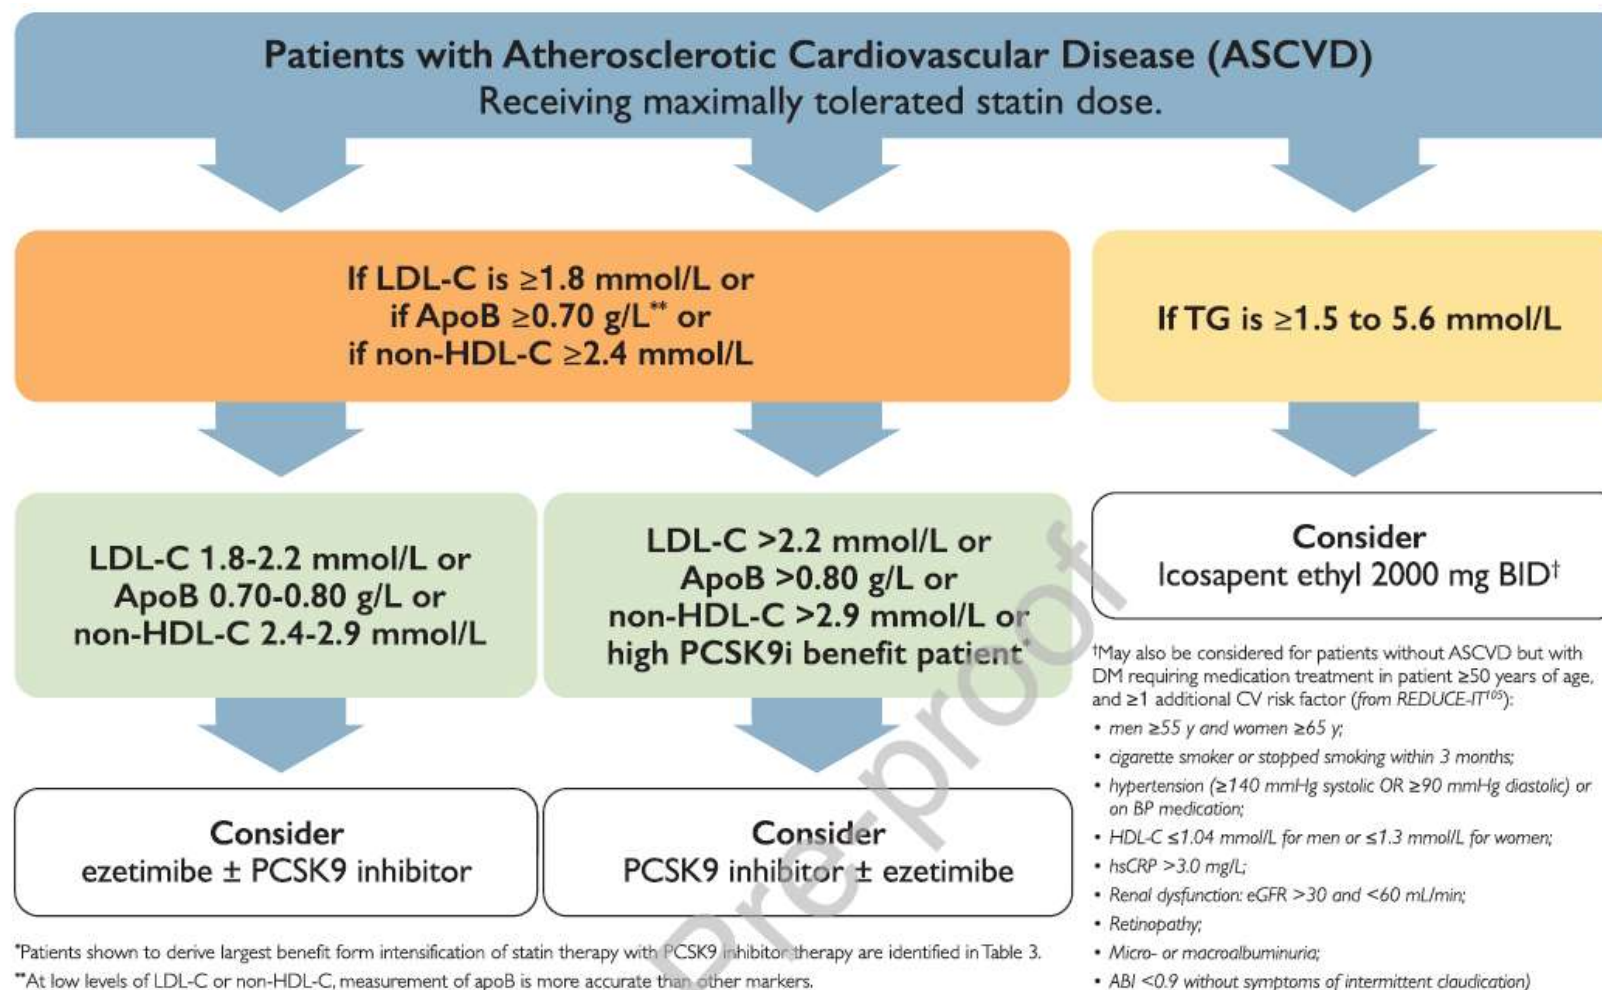 Patients with Atherosclerotic Cardiovascular Disease (ASCVD)
Receiving maximally tolerated statin dose.
If LDL-C is ≥1.8 mmol/L or
if ApoB ≥0.70 g/L** or
if non-HDL-C ≥2.4 mmol/L
If TG is ≥1.5 to 5.6 mmol/L
LDL-C 1.8-2.2 mmol/L or
ApoB 0.70-0.80 g/L or
non-HDL-C 2.4-2.9 mmol/L
LDL-C >2.2 mmol/L or
ApoB >0.80 g/L or
non-HDL-C >2.9 mmol/L or
high PCSK9i benefit patient*
Consider
Icosapent ethyl 2000 mg BID†
Consider
ezetimibe ± PCSK9 inhibitor
Consider
PCSK9 inhibitor ± ezetimibe
†May also be considered for patients without ASCVD but with
DM requiring medication treatment in patient ≥50 years of age,
and ≥1 additional CV risk factor (from REDUCE-IT105):
• men ≥55 y and women ≥65 y;
• cigarette smoker or stopped smoking within 3 months;
• hypertension (≥140 mmHg systolic OR ≥90 mmHg diastolic) or
on BP medication;
• HDL-C ≤1.04 mmol/L for men or ≤1.3 mmol/L for women;
• hsCRP >3.0 mg/L;
• Renal dysfunction: eGFR >30 and <60 mL/min;
• Retinopathy;
• Micro- or macroalbuminuria;
• ABI <0.9 without symptoms of intermittent claudication)
*Patients shown to derive largest benefit form intensification of statin therapy with PCSK9 inhibitor therapy are identified in Table 3.
**At low levels of LDL-C or non-HDL-C, measurement of apoB is more accurate than other markers.
Pre-proof